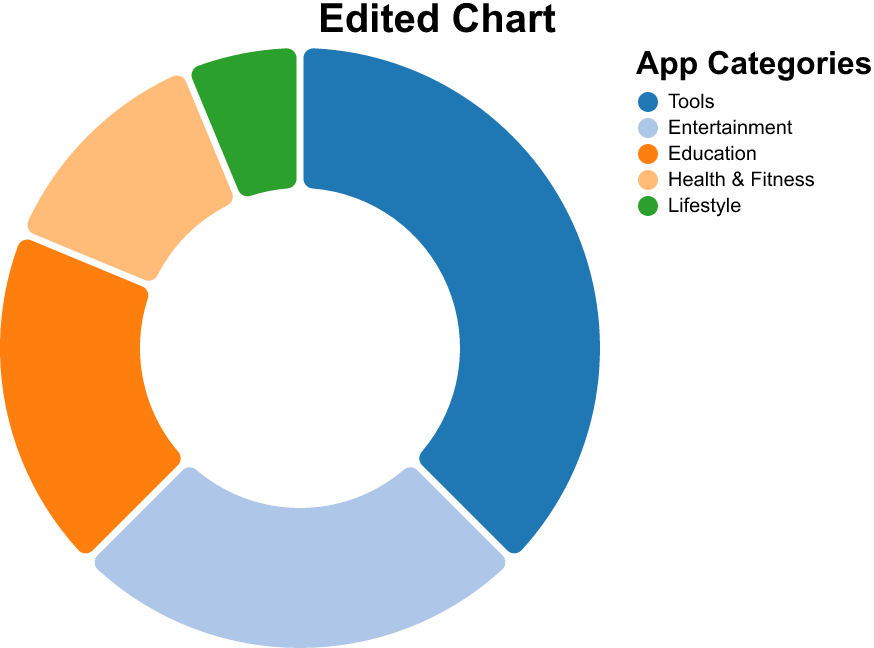 Edited Chart
App Categories
Tools
Entertainment
Education
Health & Fitness
Lifestyle